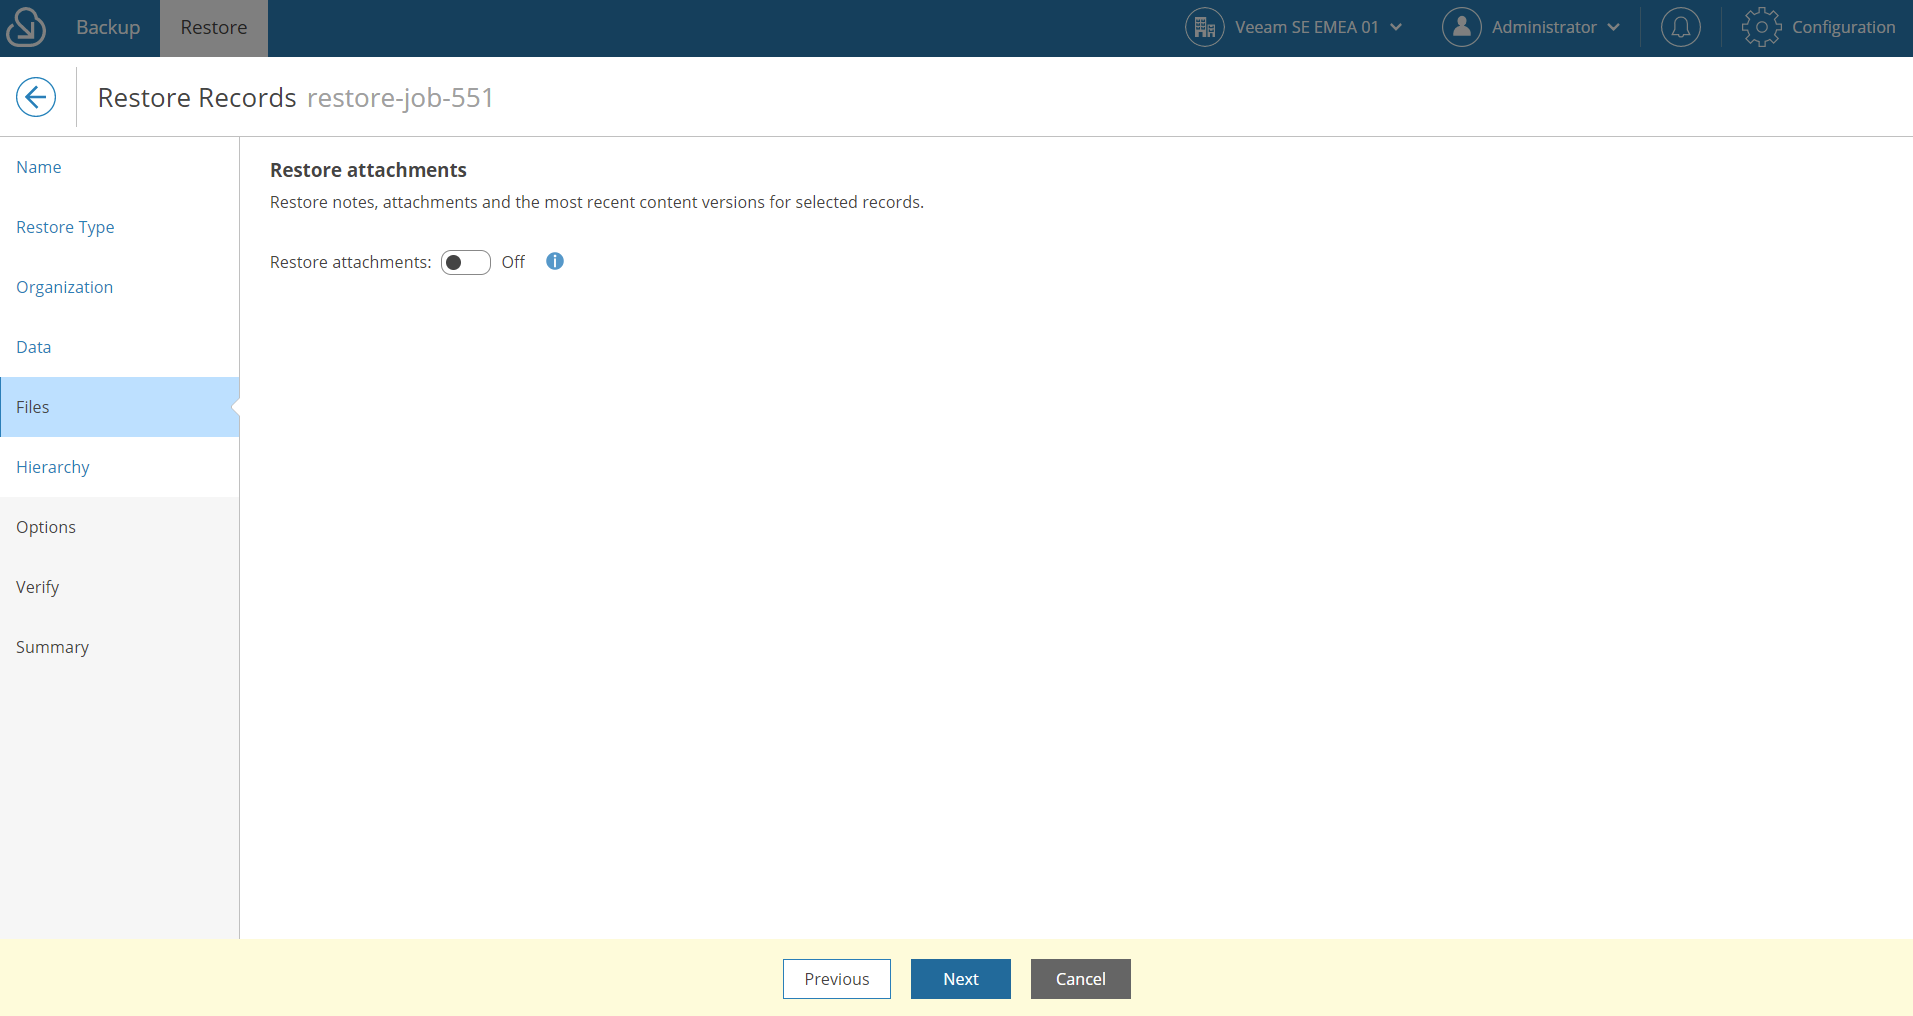 Backup
Restore
Veeam SE EMEA 01
Administrator
Configuration
Restore Records restore-job-551
Name
Restore Type
Organization
Data
Files
Hierarchy
Options
Verify
Summary
Restore attachments
Restore notes, attachments and the most recent content versions for selected records.
Restore attachments: Off
Previous
Next
Cancel